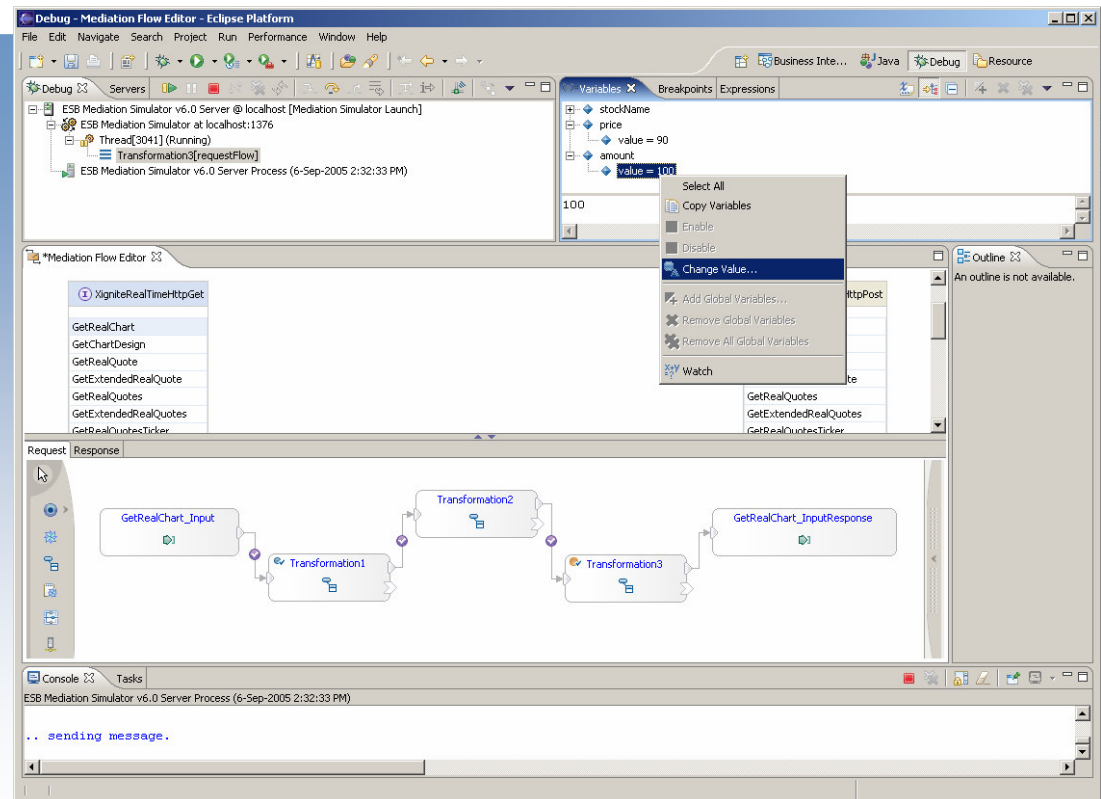 Debug - Mediation Flow Editor - Eclipse Platform
File Edit Navigate Search Project Run Performance Window Help
Business Inte... Java Debug Resource
Debug Servers
ESB Mediation Simulator v6.0 Server @ localhost [Mediation Simulator Launch]
ESB Mediation Simulator at localhost:1376
Thread[3041] (Running)
Transformation3[requestFlow]
ESB Mediation Simulator v6.0 Server Process (6-Sep-2005 2:32:33 PM)
Variables Breakpoints Expressions
stockName
price
value = 90
amount
value = 100
100
Select All
Copy Variables
Enable
Disable
Change Value...
Add Global Variables...
Remove Global Variables
Remove All Global Variables
Watch
*Mediation Flow Editor
XigniteRealTimeHttpGet
GetRealChart
GetChartDesign
GetRealQuote
GetExtendedRealQuote
GetRealQuotes
GetExtendedRealQuotes
GetRealQuotesTicker
HttpPost
te
GetRealQuotes
GetExtendedRealQuotes
GetRealQuotesTicker
Outline
An outline is not available.
Request Response
GetRealChart_Input
Transformation1
Transformation2
Transformation3
GetRealChart_InputResponse
Console Tasks
ESB Mediation Simulator v6.0 Server Process (6-Sep-2005 2:32:33 PM)
.. sending message.